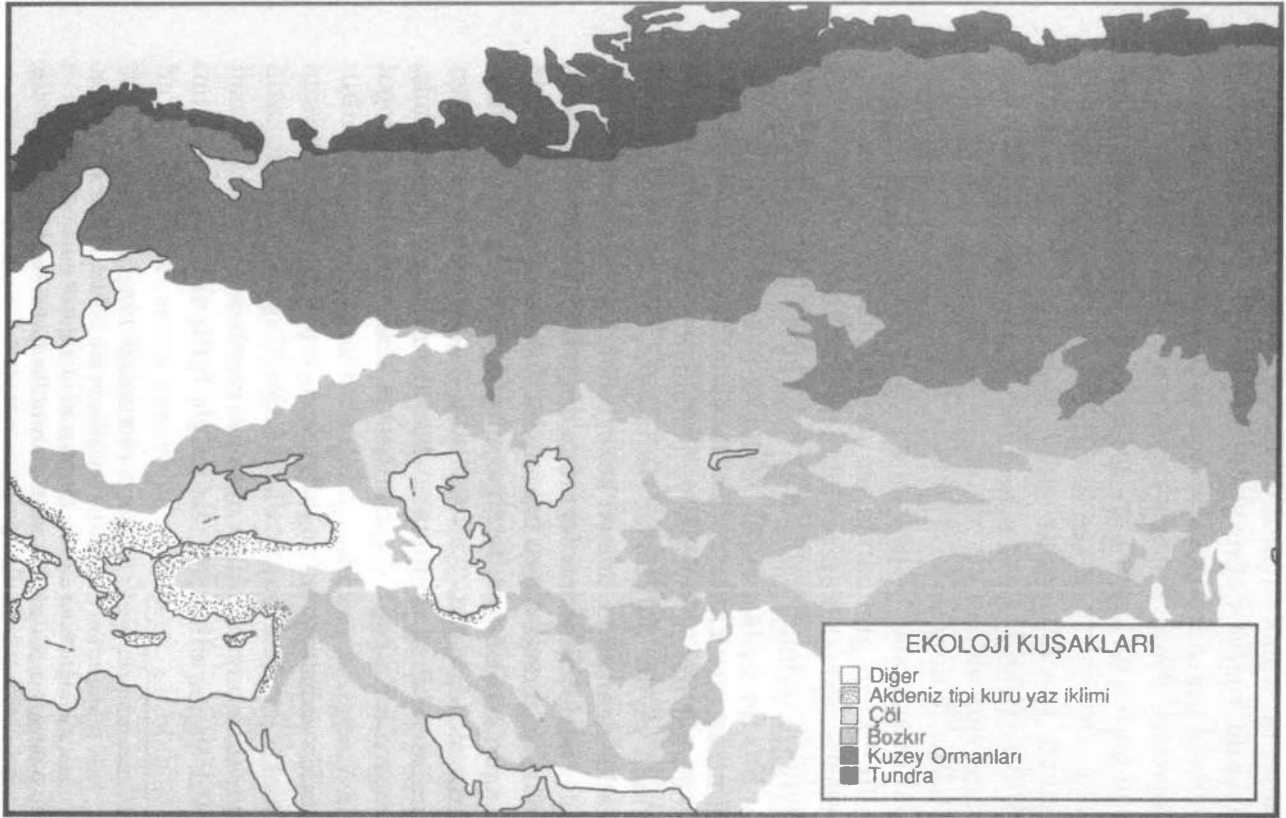 EKOLOJİ KUŞAKLARI
Diğer
Akdeniz tipi kuru yaz iklimi
Çöl
Bozkır
Kuzey Ormanları
Tundra